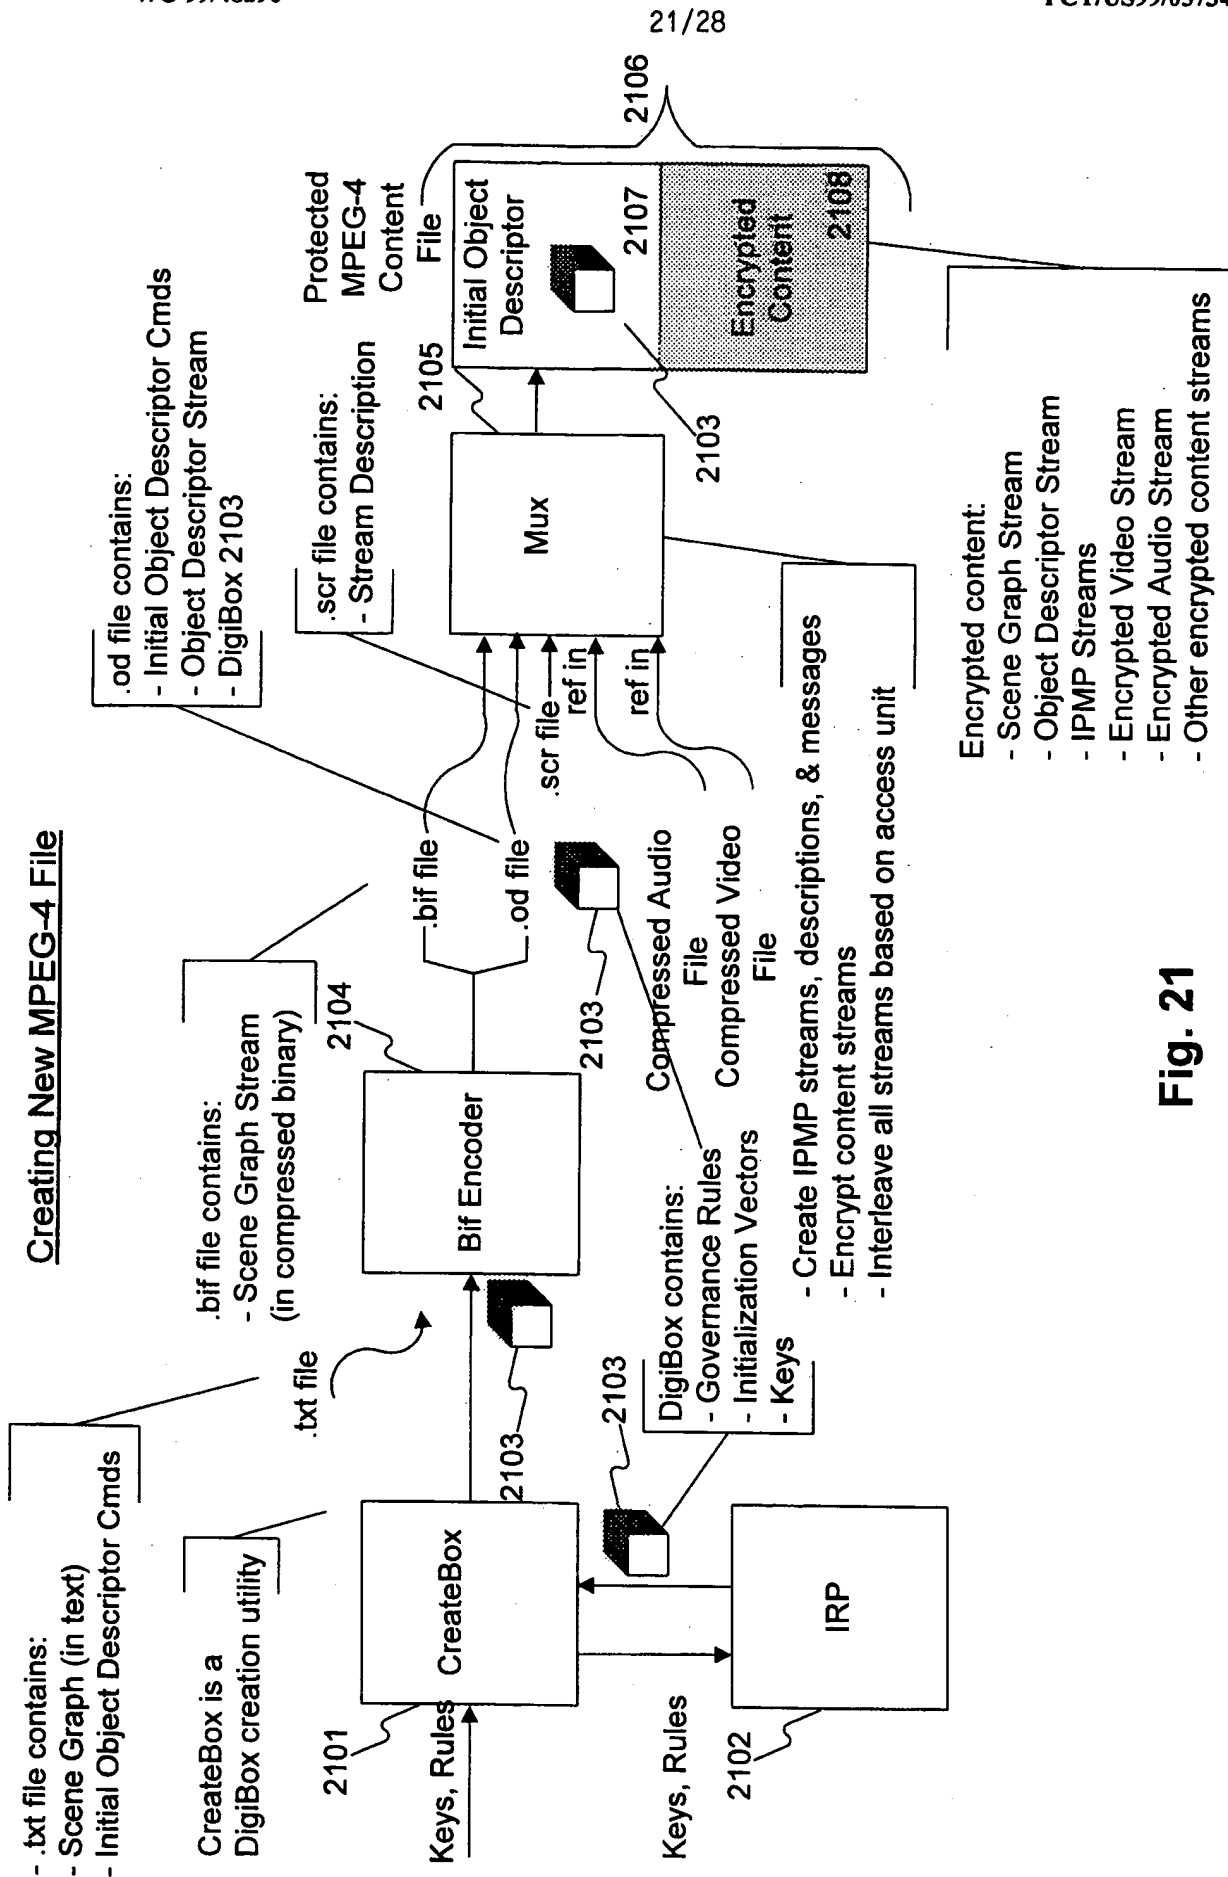 21/28
Creating New MPEG-4 File
- .txt file contains:
- Scene Graph (in text)
- Initial Object Descriptor Cmds
CreateBox is a
DigiBox creation utility
.txt file
.bif file contains:
- Scene Graph Stream
(in compressed binary)
.od file contains:
- Initial Object Descriptor Cmds
- Object Descriptor Stream
- DigiBox 2103
.scr file contains:
- Stream Description
Protected
MPEG-4
Content
File
2101
Keys, Rules
CreateBox
2103
2104
Bif Encoder
.bif file
.od file
2103
.scr file
ref in
ref in
Compressed Audio
File
Compressed Video
File
2105
Mux
Initial Object
Descriptor
2107
2103
Encrypted
Content
2108
2106
Keys, Rules
2102
IRP
2103
DigiBox contains:
- Governance Rules
- Initialization Vectors
- Keys
- Create IPMP streams, descriptions, & messages
- Encrypt content streams
- Interleave all streams based on access unit
Encrypted content:
- Scene Graph Stream
- Object Descriptor Stream
- IPMP Streams
- Encrypted Video Stream
- Encrypted Audio Stream
- Other encrypted content streams
Fig. 21